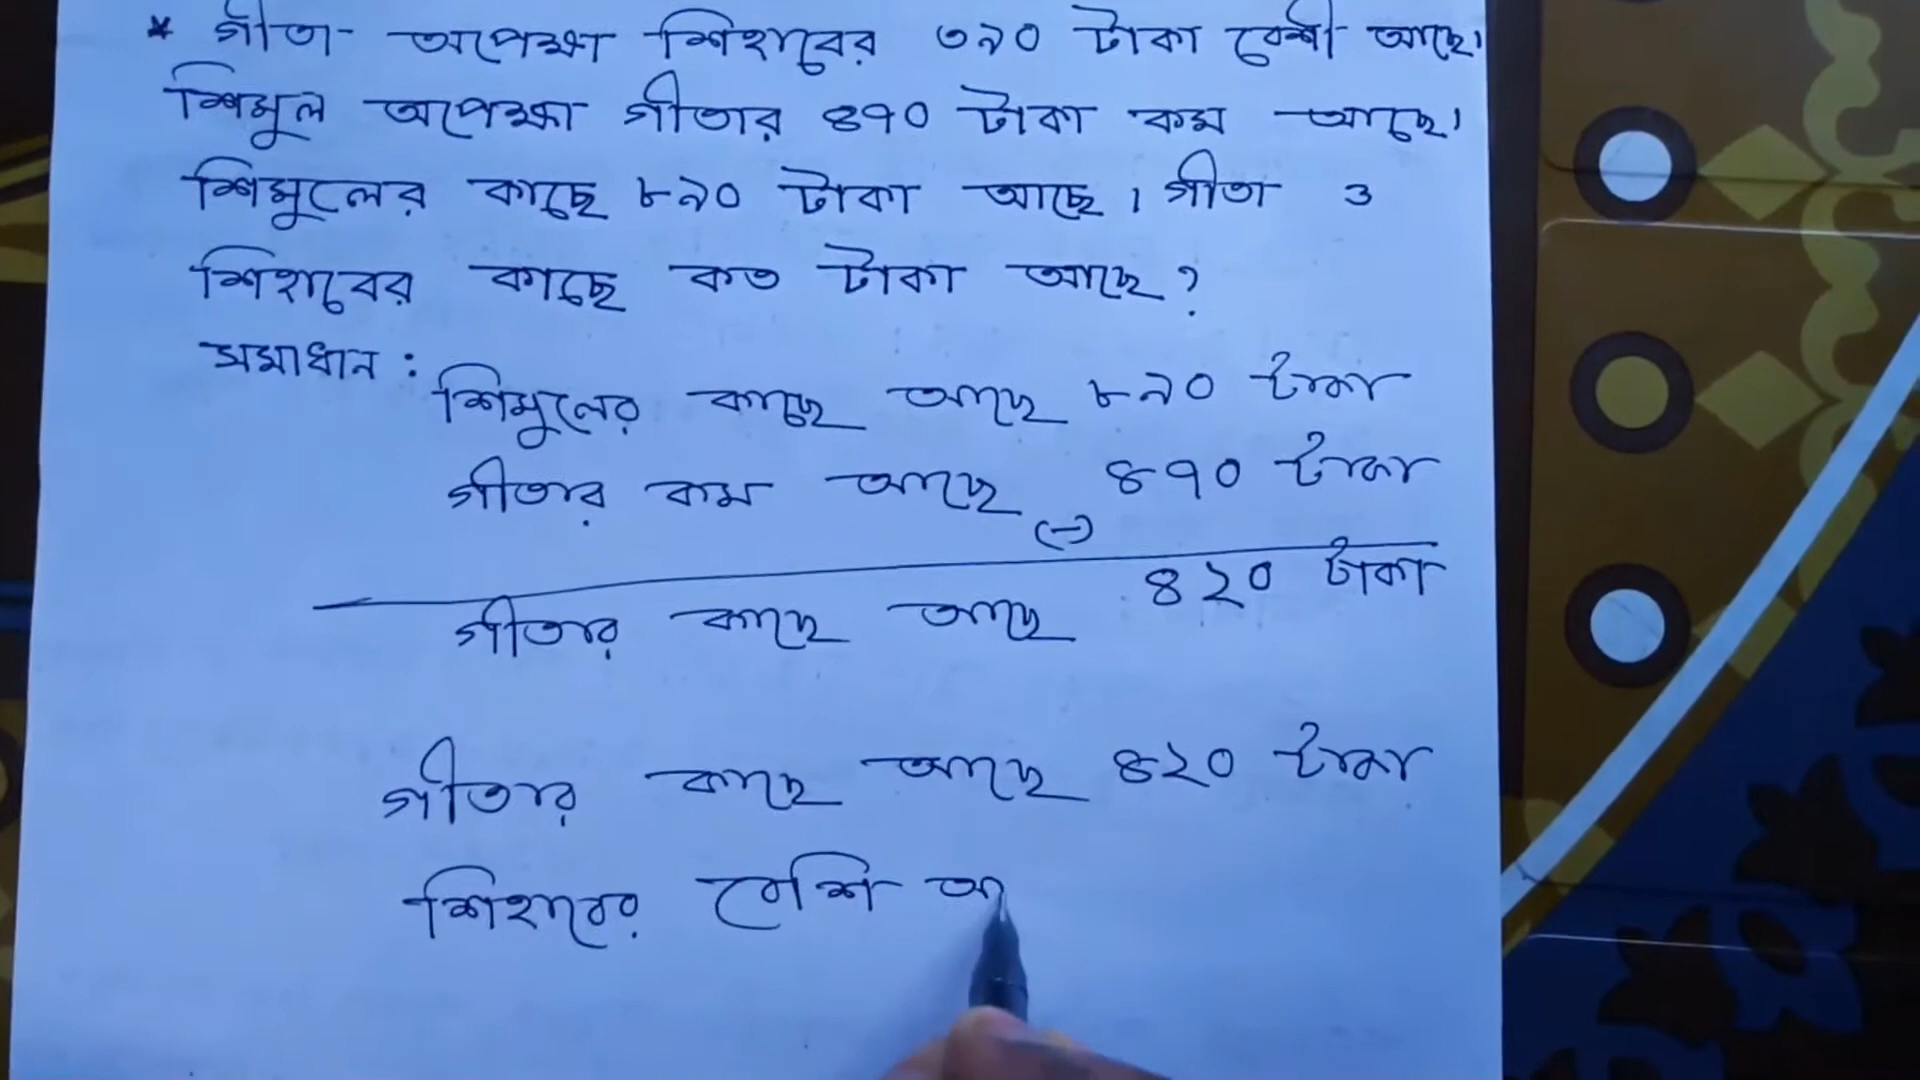 * গীতা অপেক্ষা শিহাবের ৩৯০ টাকা বেশী আছে।
শিমুল অপেক্ষা গীতার ৪৭০ টাকা কম আছে।
শিমুলের কাছে ৮৯০ টাকা আছে। গীতা ও
শিহাবের কাছে কত টাকা আছে?
সমাধান:
শিমুলের কাছে আছে ৮৯০ টাকা
গীতার কম আছে ৪৭০ টাকা
(-)
গীতার কাছে আছে ৪২০ টাকা
গীতার কাছে আছে ৪২০ টাকা
শিহাবের বেশি আ